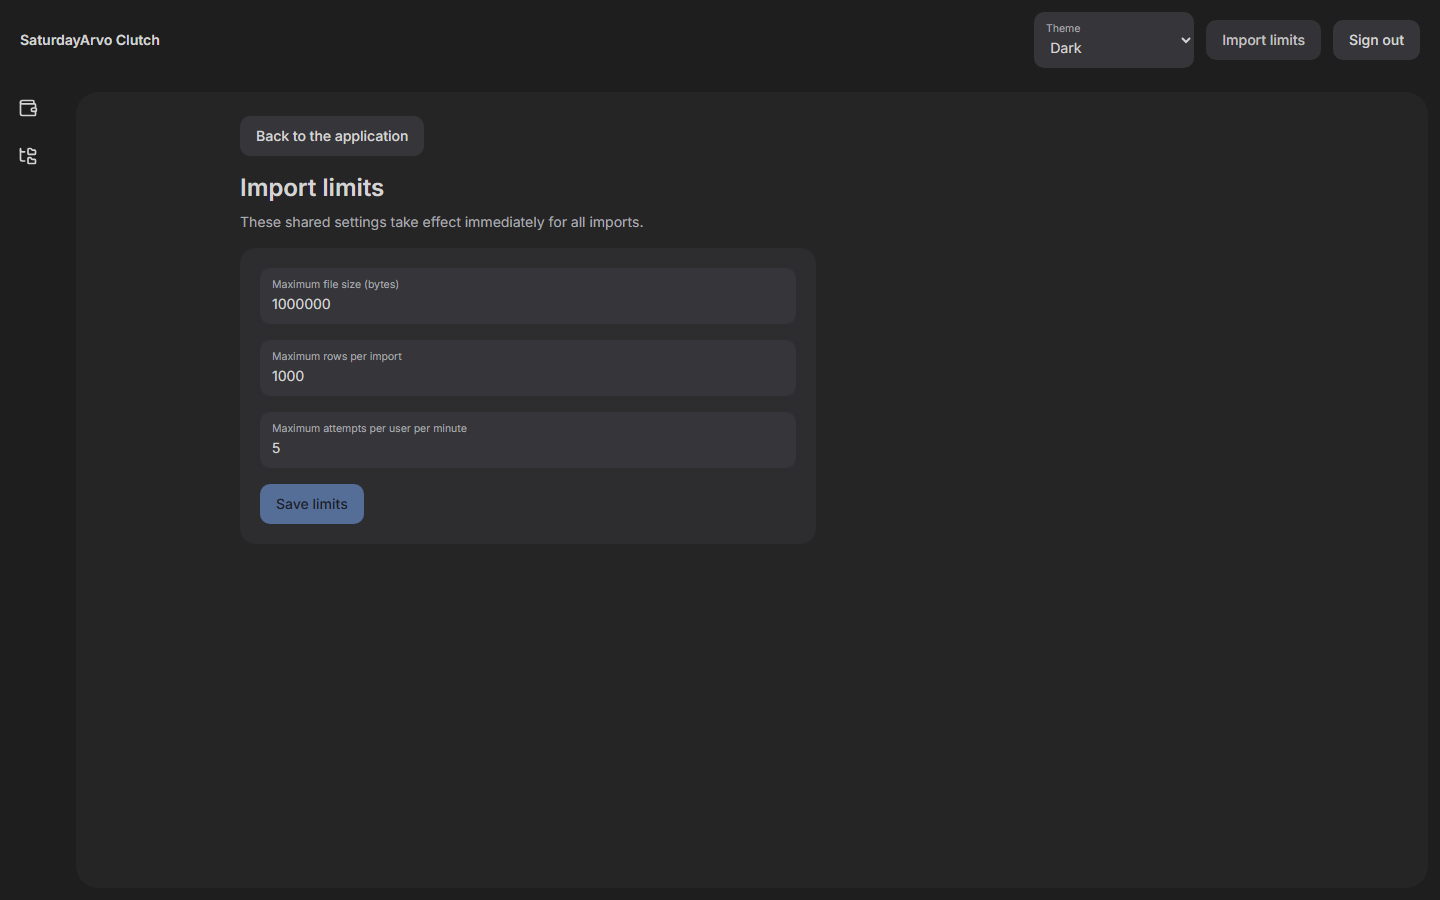 SaturdayArvo Clutch
Theme
Dark
Import limits
Sign out
Back to the application
Import limits
These shared settings take effect immediately for all imports.
Maximum file size (bytes)
1000000
Maximum rows per import
1000
Maximum attempts per user per minute
5
Save limits